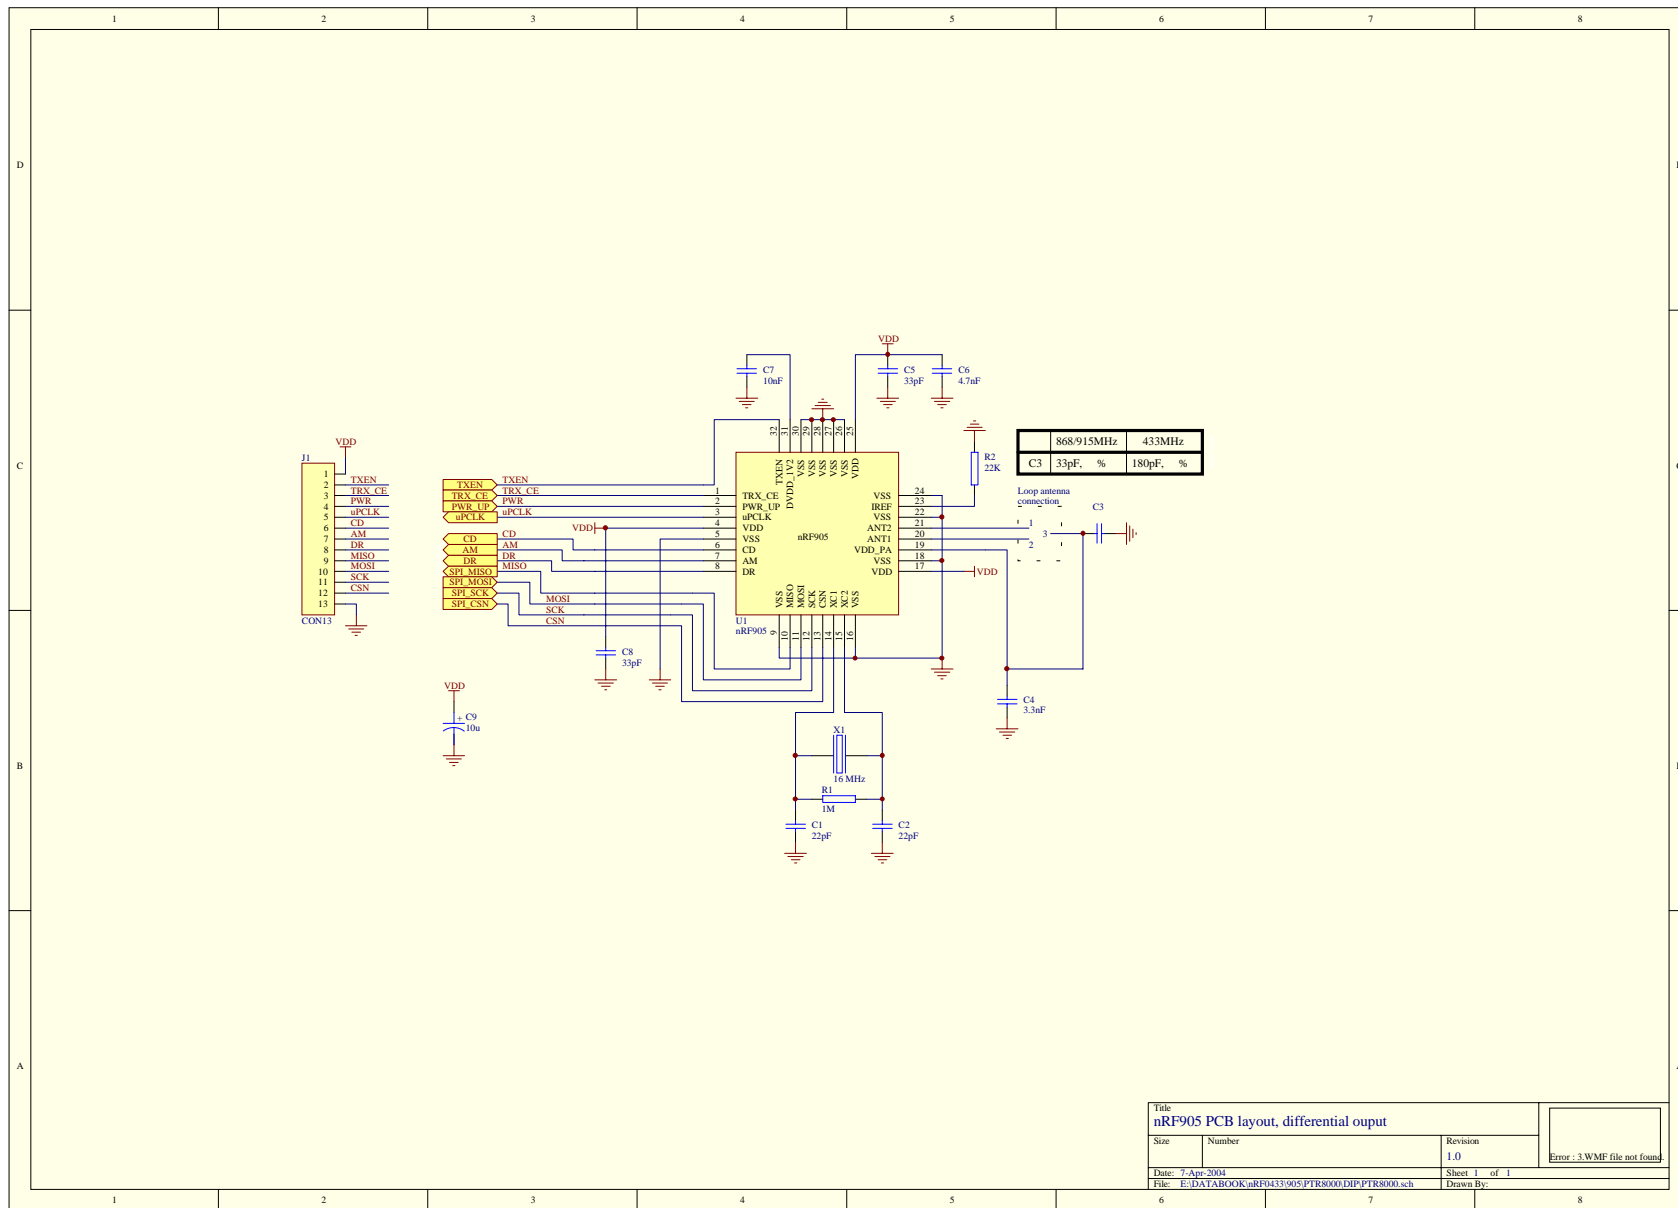 1 2 3 4 5 6 7 8
D
C
B
A
VDD
C7
10nF
C5
33pF
C6
4.7nF
32 31 30 29 28 27 26 25
TXEN DVDD_1V2 VSS VSS VSS VSS VSS VDD
R2
22K
868/915MHz 433MHz
C3 33pF, % 180pF, %
VDD
J1
1
2 TXEN
3 TRX_CE
4 PWR
5 uPCLK
6 CD
7 AM
8 DR
9 MISO
10 MOSI
11 SCK
12 CSN
13
CON13
TXEN TXEN
TRX_CE TRX_CE
PWR_UP PWR
uPCLK uPCLK
CD CD
AM AM
DR DR
SPI_MISO MISO
SPI_MOSI MOSI
SPI_SCK SCK
SPI_CSN CSN
VDD
1 TRX_CE
2 PWR_UP
3 uPCLK
4 VDD
5 VSS
6 CD
7 AM
8 DR
nRF905
VSS 24
IREF 23
VSS 22
ANT2 21
ANT1 20
VDD_PA 19
VSS 18
VDD 17
VDD
Loop antenna
connection
1
2
3
C3
VSS MISO MOSI SCK CSN XC1 XC2 VSS
9 10 11 12 13 14 15 16
U1
nRF905
C8
33pF
C4
3.3nF
VDD
+ C9
10u
X1
16 MHz
R1
1M
C1
22pF
C2
22pF
Title
nRF905 PCB layout, differential ouput
Size Number Revision
1.0
Error : 3.WMF file not found.
Date: 7-Apr-2004 Sheet 1 of 1
File: E:\DATABOOK\nRF0433\905\PTR8000\DIP\PTR8000.sch Drawn By:
1 2 3 4 5 6 7 8